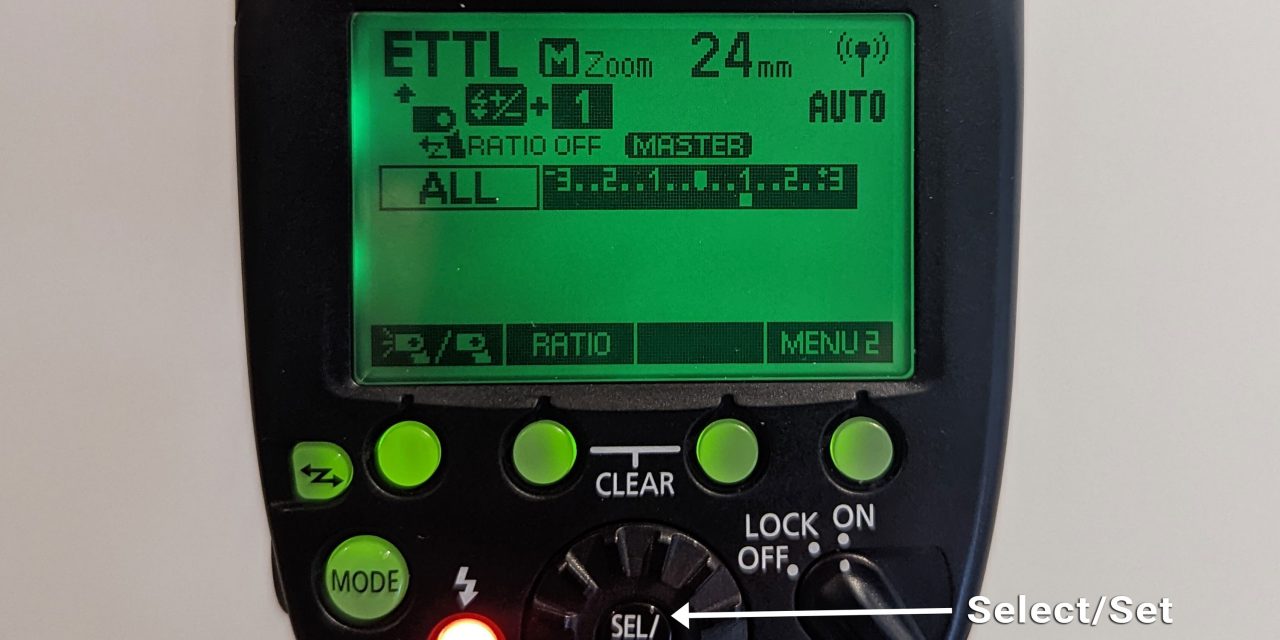 ETTL M Zoom 24mm
+1 AUTO
RATIO OFF MASTER
ALL -3..2..1..0..1..2.+3
/ RATIO MENU 2
CLEAR
LOCK ON
OFF
MODE
SEL/
Select/Set